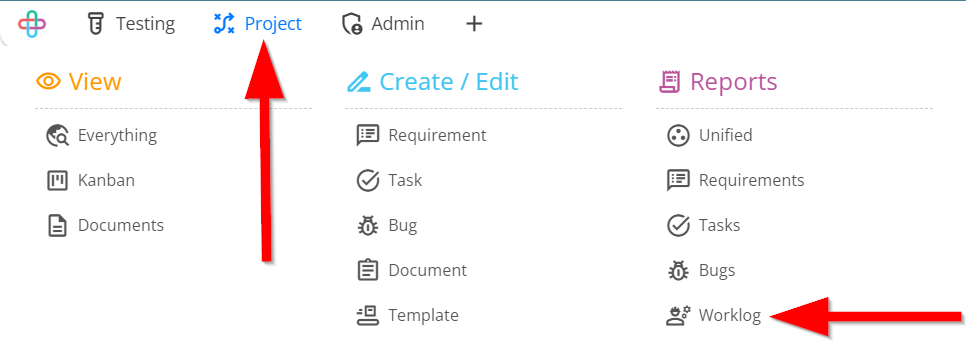 Testing Project Admin +
View
Everything
Kanban
Documents
Create / Edit
Requirement
Task
Bug
Document
Template
Reports
Unified
Requirements
Tasks
Bugs
Worklog